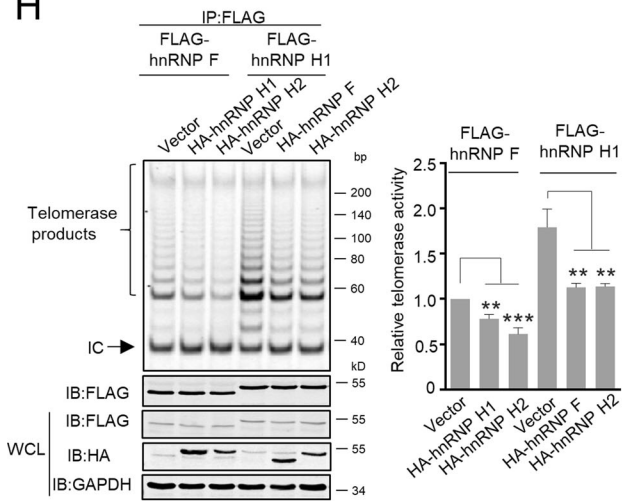 H
IP:FLAG
FLAG-
hnRNP F
FLAG-
hnRNP H1
Vector
HA-hnRNP H1
HA-hnRNP H2
Vector
HA-hnRNP F
HA-hnRNP H2
bp
200
140
100
80
60
40
Telomerase
products
IC
kD
IB:FLAG
55
WCL
IB:FLAG
55
IB:HA
55
IB:GAPDH
34
FLAG-
hnRNP F
FLAG-
hnRNP H1
Relative telomerase activity
2.5
2.0
1.5
1.0
0.5
0
**
***
**
**
Vector
HA-hnRNP H1
HA-hnRNP H2
Vector
HA-hnRNP F
HA-hnRNP H2